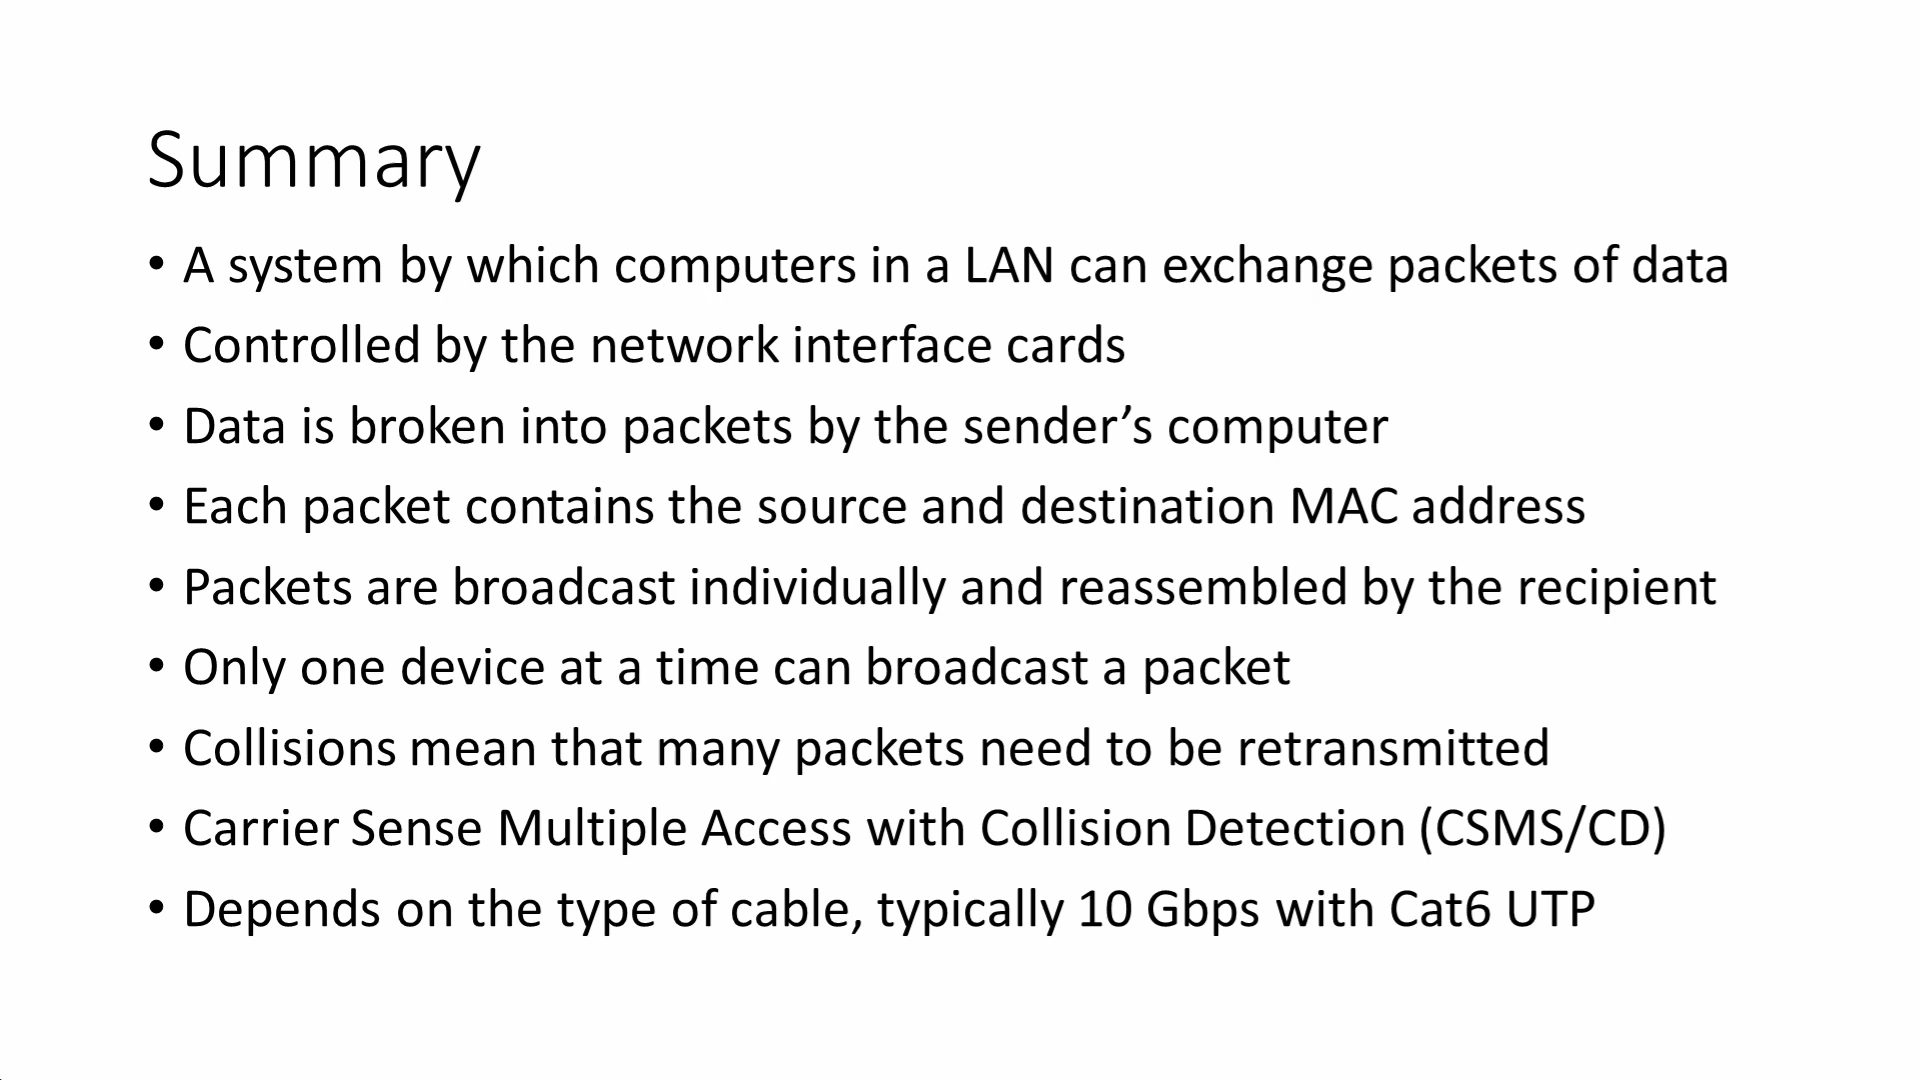 Summary
• A system by which computers in a LAN can exchange packets of data
• Controlled by the network interface cards
• Data is broken into packets by the sender’s computer
• Each packet contains the source and destination MAC address
• Packets are broadcast individually and reassembled by the recipient
• Only one device at a time can broadcast a packet
• Collisions mean that many packets need to be retransmitted
• Carrier Sense Multiple Access with Collision Detection (CSMS/CD)
• Depends on the type of cable, typically 10 Gbps with Cat6 UTP